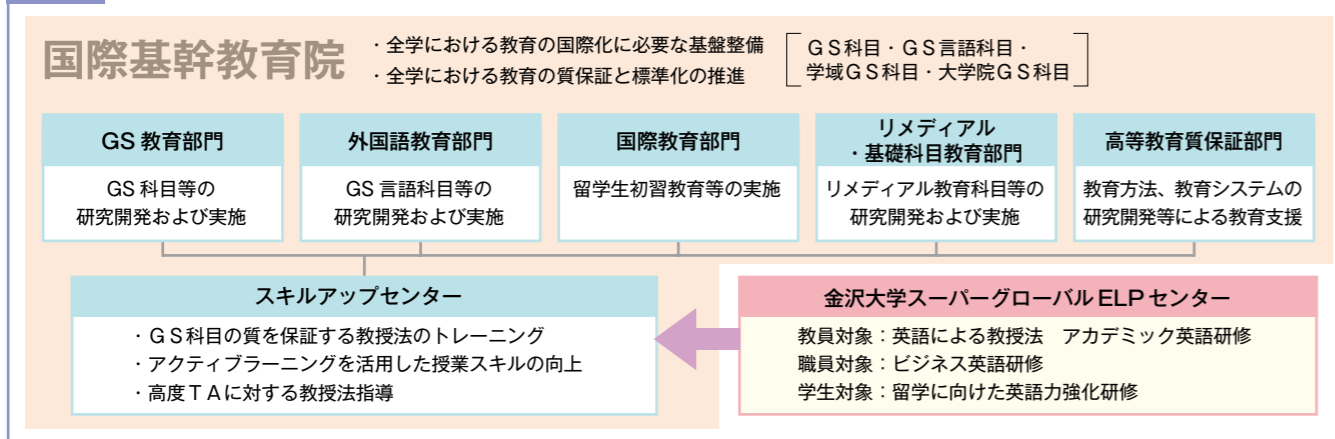 国際基幹教育院
・全学における教育の国際化に必要な基盤整備
・全学における教育の質保証と標準化の推進
GS科目・GS言語科目・
学域GS科目・大学院GS科目
GS 教育部門
GS 科目等の
研究開発および実施
外国語教育部門
GS 言語科目等の
研究開発および実施
国際教育部門
留学生初習教育等の実施
リメディアル
・基礎科目教育部門
リメディアル教育科目等の
研究開発および実施
高等教育質保証部門
教育方法、教育システムの
研究開発等による教育支援
スキルアップセンター
・GS科目の質を保証する教授法のトレーニング
・アクティブラーニングを活用した授業スキルの向上
・高度TAに対する教授法指導
金沢大学スーパーグローバル ELP センター
教員対象：英語による教授法　アカデミック英語研修
職員対象：ビジネス英語研修
学生対象：留学に向けた英語力強化研修